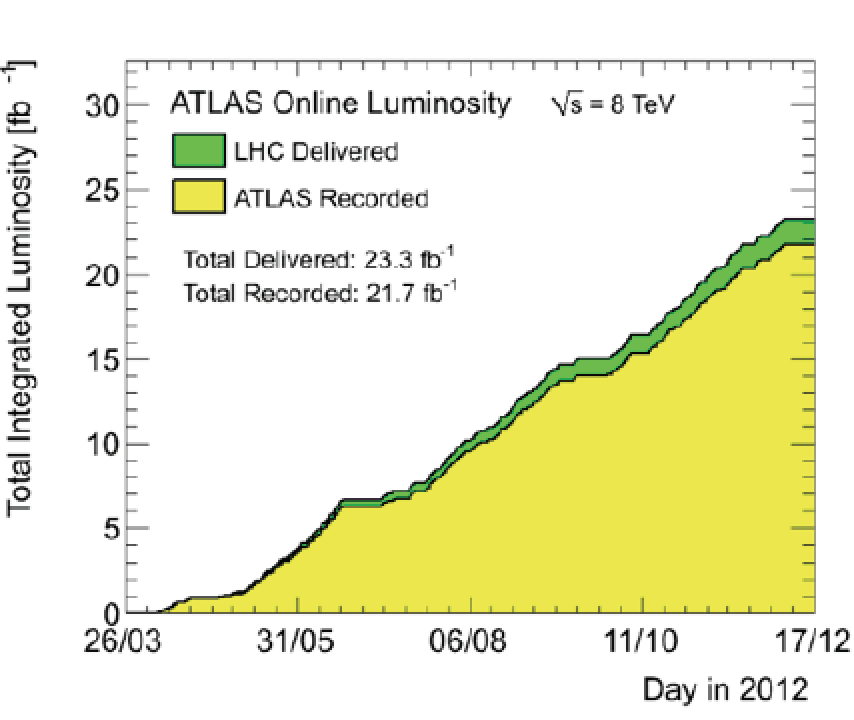 ATLAS Online Luminosity √s = 8 TeV
LHC Delivered
ATLAS Recorded
Total Delivered: 23.3 fb⁻¹
Total Recorded: 21.7 fb⁻¹
Total Integrated Luminosity [fb ⁻¹]
30
25
20
15
10
5
0
26/03 31/05 06/08 11/10 17/12
Day in 2012